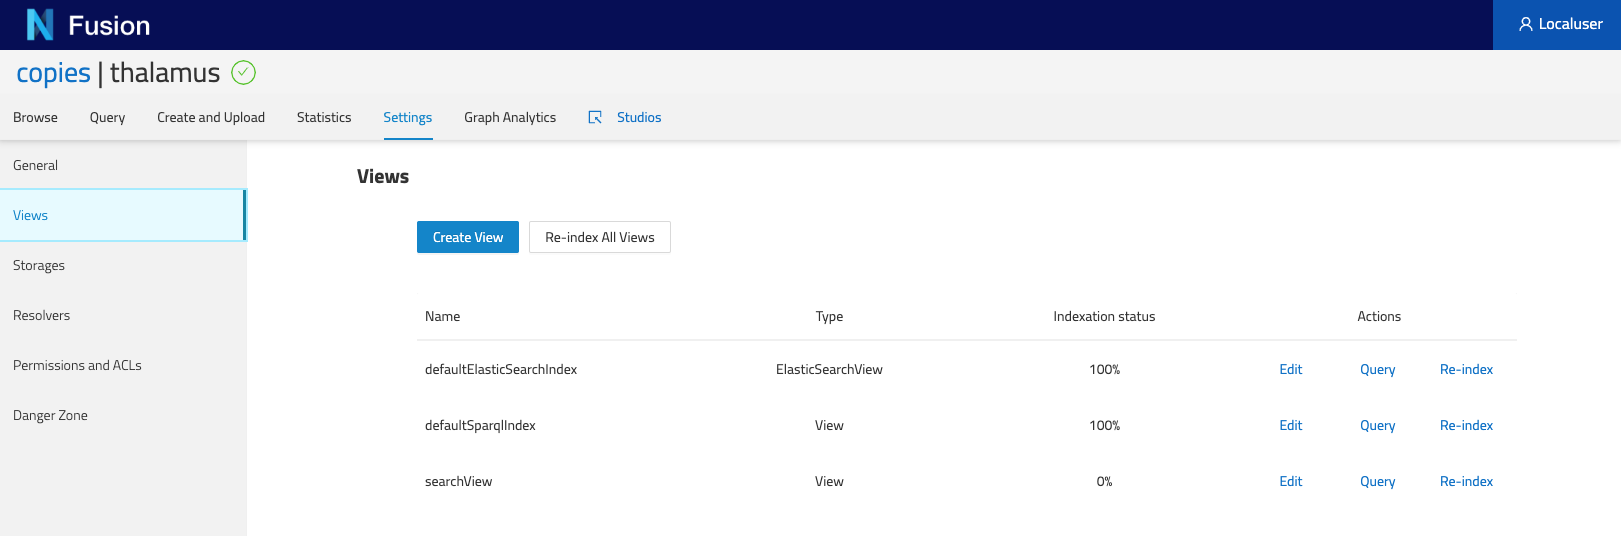 Fusion
Localuser
copies | thalamus
Browse Query Create and Upload Statistics Settings Graph Analytics Studios
General
Views
Storages
Resolvers
Permissions and ACLs
Danger Zone
Views
Create View Re-index All Views
Name Type Indexation status Actions
defaultElasticSearchIndex ElasticSearchView 100% Edit Query Re-index
defaultSparqlIndex View 100% Edit Query Re-index
searchView View 0% Edit Query Re-index